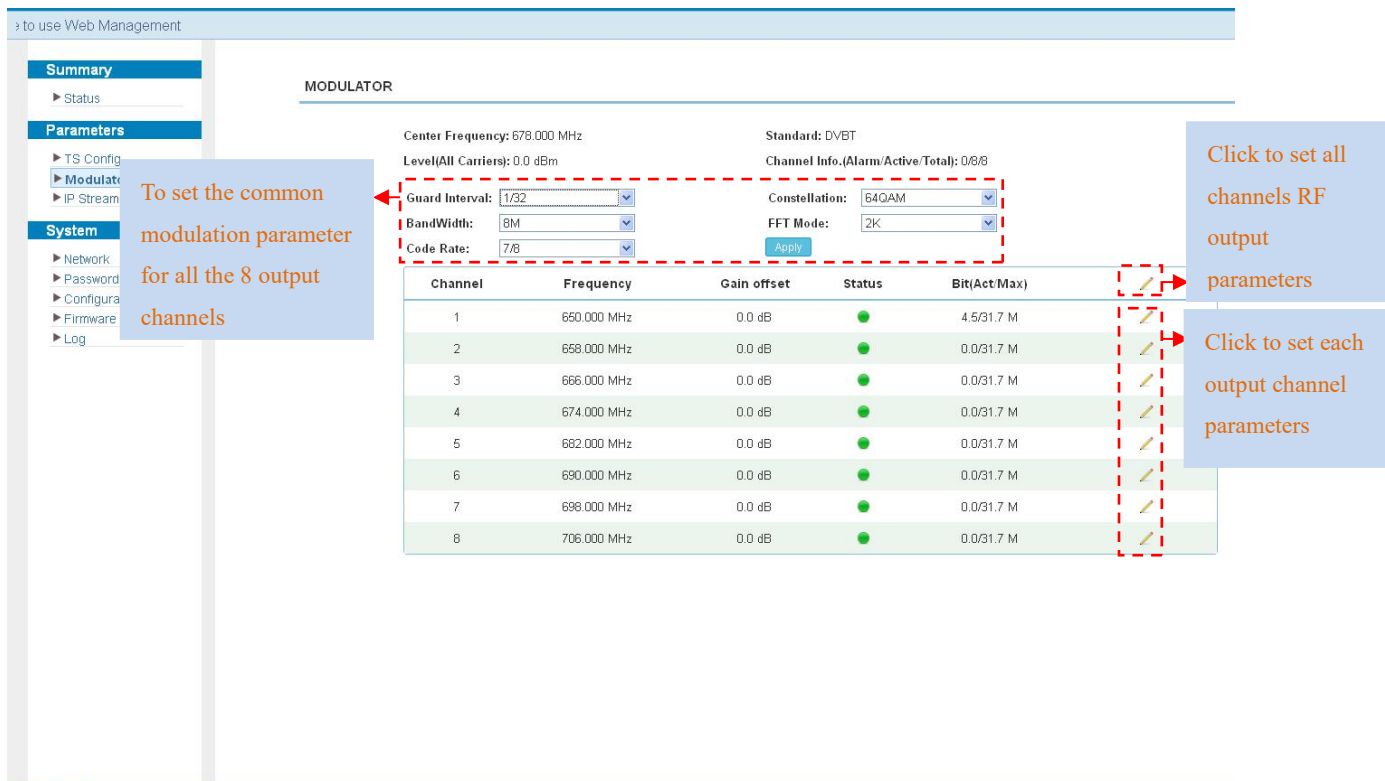 to use Web Management
Summary
Status
Parameters
TS Config
IP Stream
System
Network
Password
Firmware
Log
To set the common
modulation parameter
for all the 8 output
channels
MODULATOR
Center Frequency: 678.000 MHz
Standard: DVBT
Level(All Carriers): 0.0 dBm
Channel Info.(Alarm/Active/Total): 0/8/8
Guard Interval: 1/32
Constellation: 64QAM
BandWidth: 8M
FFT Mode: 2K
Code Rate: 7/8
Apply
Channel Frequency Gain offset Status Bit(Act/Max)
1 650.000 MHz 0.0 dB 4.5/31.7 M
2 658.000 MHz 0.0 dB 0.0/31.7 M
3 666.000 MHz 0.0 dB 0.0/31.7 M
4 674.000 MHz 0.0 dB 0.0/31.7 M
5 682.000 MHz 0.0 dB 0.0/31.7 M
6 690.000 MHz 0.0 dB 0.0/31.7 M
7 698.000 MHz 0.0 dB 0.0/31.7 M
8 706.000 MHz 0.0 dB 0.0/31.7 M
Click to set all
channels RF
output
parameters
Click to set each
output channel
parameters